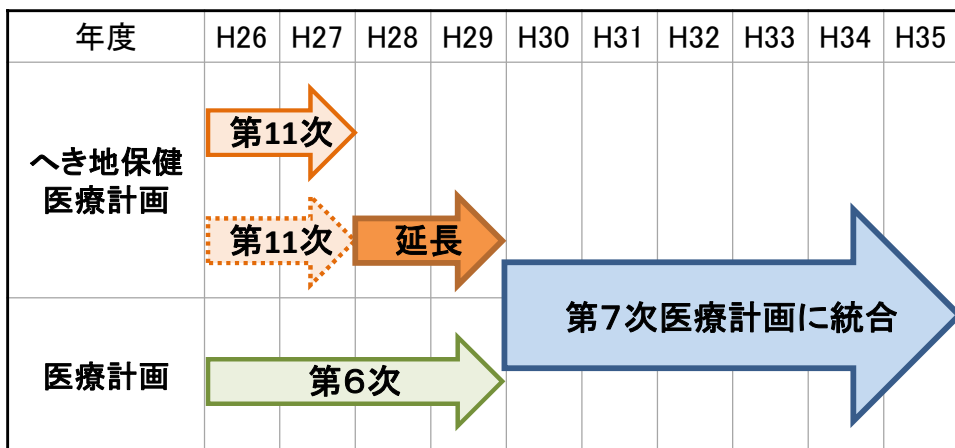 年度 H26 H27 H28 H29 H30 H31 H32 H33 H34 H35
へき地保健
医療計画
第11次
第11次 延長
第7次医療計画に統合
医療計画
第６次